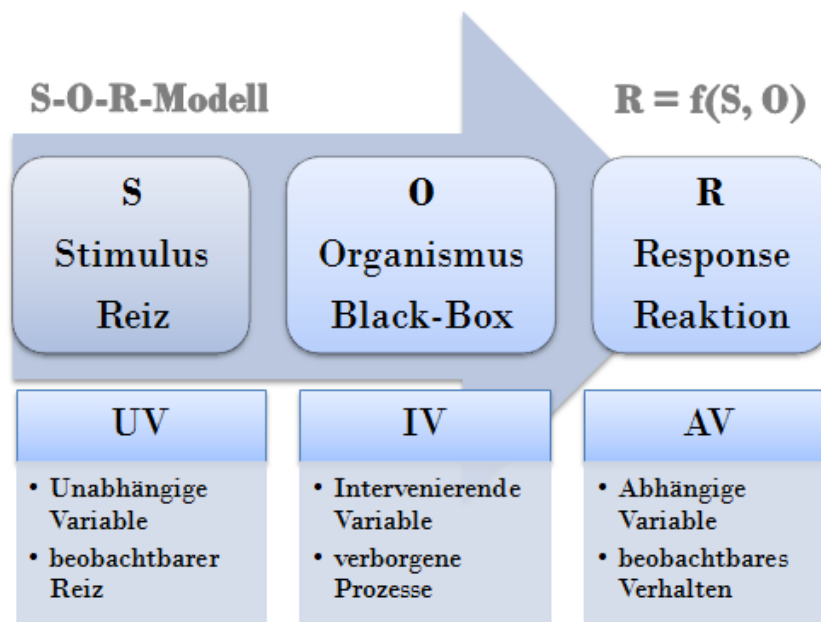 S-O-R-Modell
R = f(S, O)
S
Stimulus
Reiz
O
Organismus
Black-Box
R
Response
Reaktion
UV
• Unabhängige
Variable
• beobachtbarer
Reiz
IV
• Intervenierende
Variable
• verborgene
Prozesse
AV
• Abhängige
Variable
• beobachtbares
Verhalten